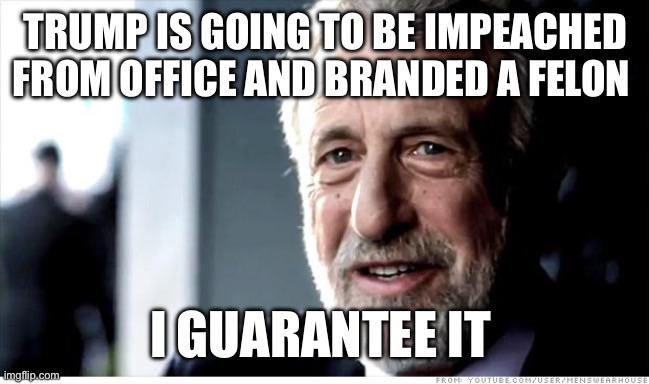 TRUMP IS GOING TO BE IMPEACHED
FROM OFFICE AND BRANDED A FELON
I GUARANTEE IT
imgflip.com
FROM: YOUTUBE.COM/USER/MENSWEARHOUSE